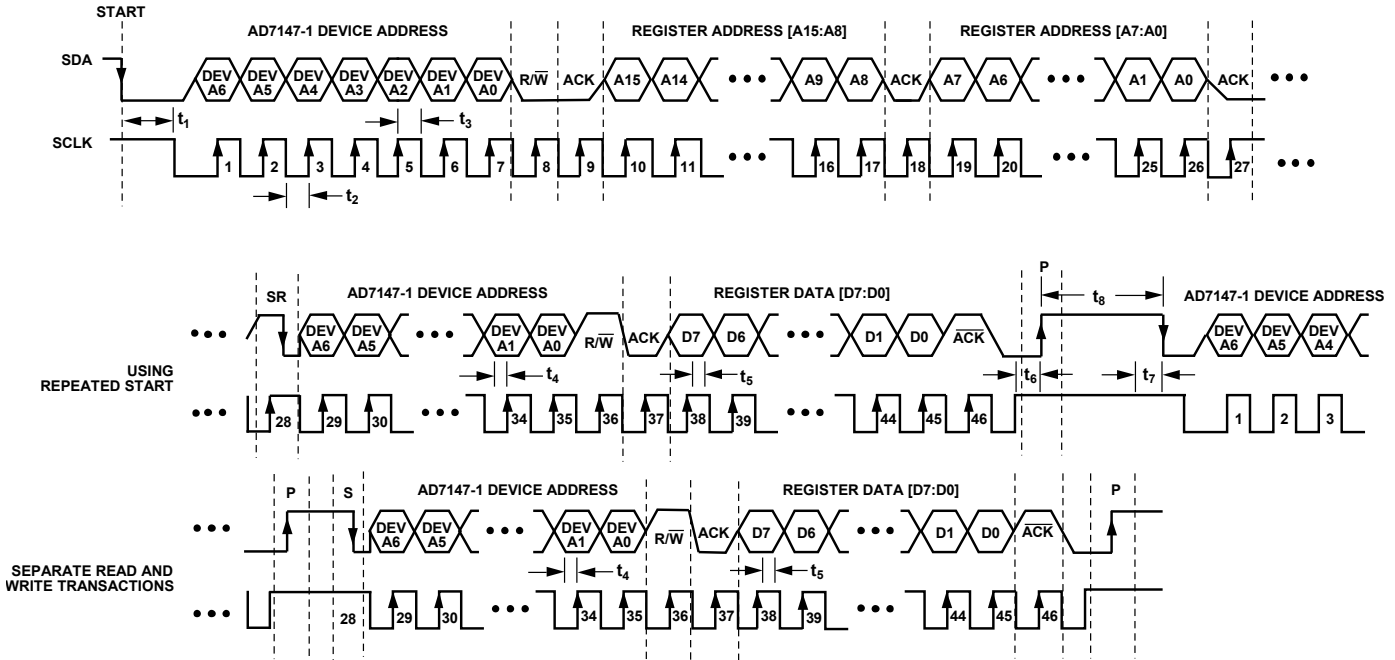 START
AD7147-1 DEVICE ADDRESS REGISTER ADDRESS [A15:A8] REGISTER ADDRESS [A7:A0]
SDA DEV A6 DEV A5 DEV A4 DEV A3 DEV A2 DEV A1 DEV A0 R/W̅ ACK A15 A14 A9 A8 ACK A7 A6 A1 A0 ACK
t1 t3
SCLK 1 2 3 4 5 6 7 8 9 10 11 16 17 18 19 20 25 26 27
t2
P
SR AD7147-1 DEVICE ADDRESS REGISTER DATA [D7:D0] t8 AD7147-1 DEVICE ADDRESS
DEV A6 DEV A5 DEV A1 DEV A0 R/W̅ ACK D7 D6 D1 D0 A̅C̅K̅ DEV A6 DEV A5 DEV A4
USING
REPEATED START
t4 t5 t6 t7
28 29 30 34 35 36 37 38 39 44 45 46 1 2 3
P S AD7147-1 DEVICE ADDRESS REGISTER DATA [D7:D0] P
DEV A6 DEV A5 DEV A1 DEV A0 R/W̅ ACK D7 D6 D1 D0 A̅C̅K̅
SEPARATE READ AND
WRITE TRANSACTIONS
t4 t5
28 29 30 34 35 36 37 38 39 44 45 46